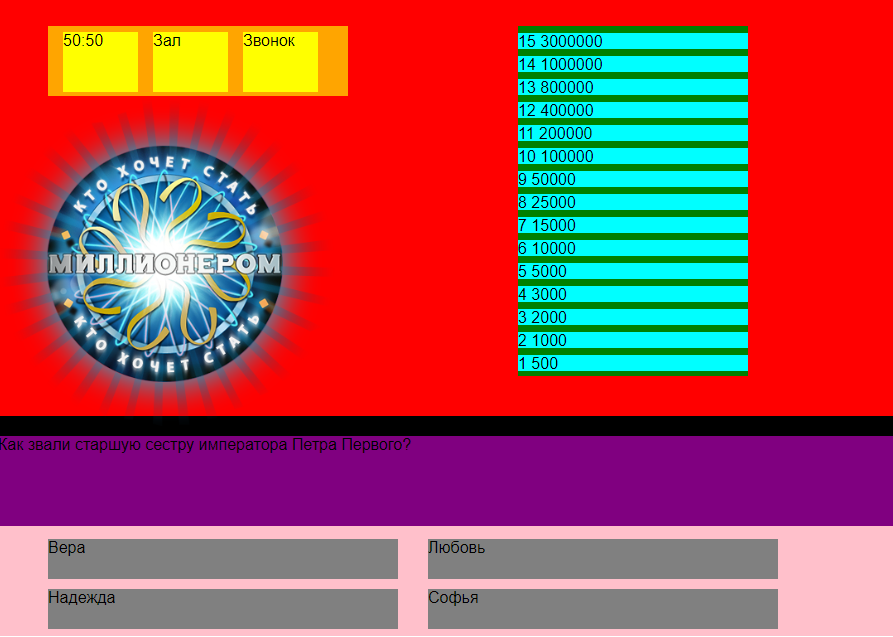 50:50 Зал Звонок
КТО ХОЧЕТ СТАТЬ
МИЛЛИОНЕРОМ
КТО ХОЧЕТ СТАТЬ
15 3000000
14 1000000
13 800000
12 400000
11 200000
10 100000
9 50000
8 25000
7 15000
6 10000
5 5000
4 3000
3 2000
2 1000
1 500
Как звали старшую сестру императора Петра Первого?
Вера Любовь
Надежда Софья